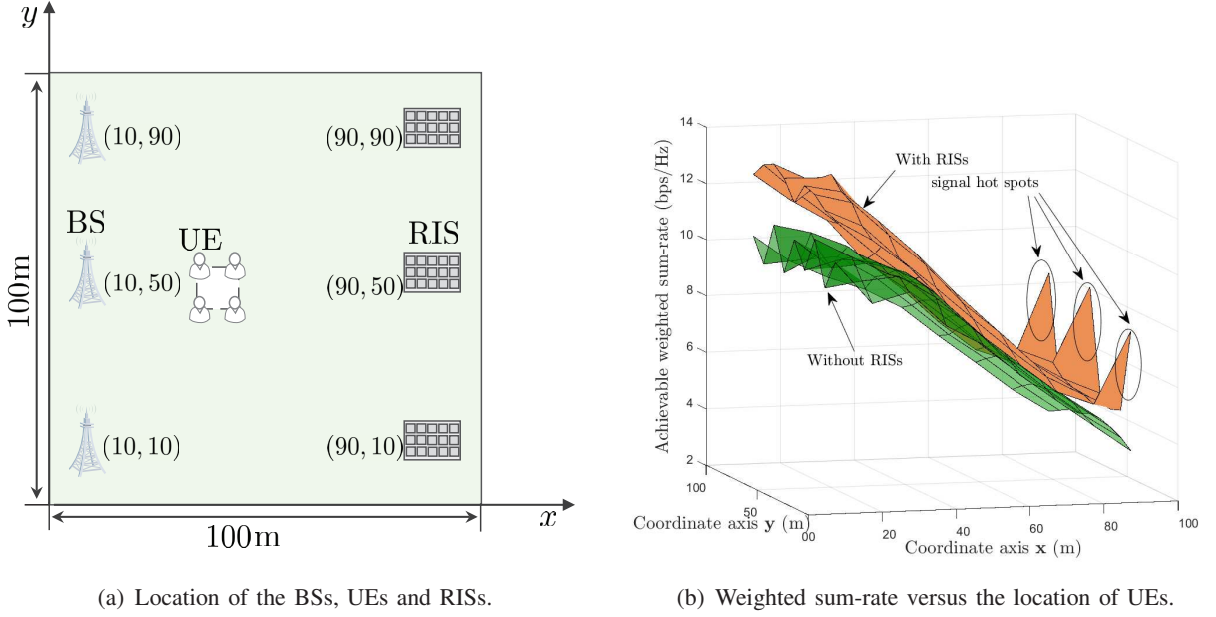 y
(10, 90)
(90, 90)
BS
UE
RIS
(10, 50)
(90, 50)
100m
(10, 10)
(90, 10)
x
100m
(a) Location of the BSs, UEs and RISs.
14
12
10
8
6
4
2
Achievable weighted sum-rate (bps/Hz)
With RISs
signal hot spots
Without RISs
100
50
0
Coordinate axis y (m)
0
20
40
60
80
100
Coordinate axis x (m)
(b) Weighted sum-rate versus the location of UEs.